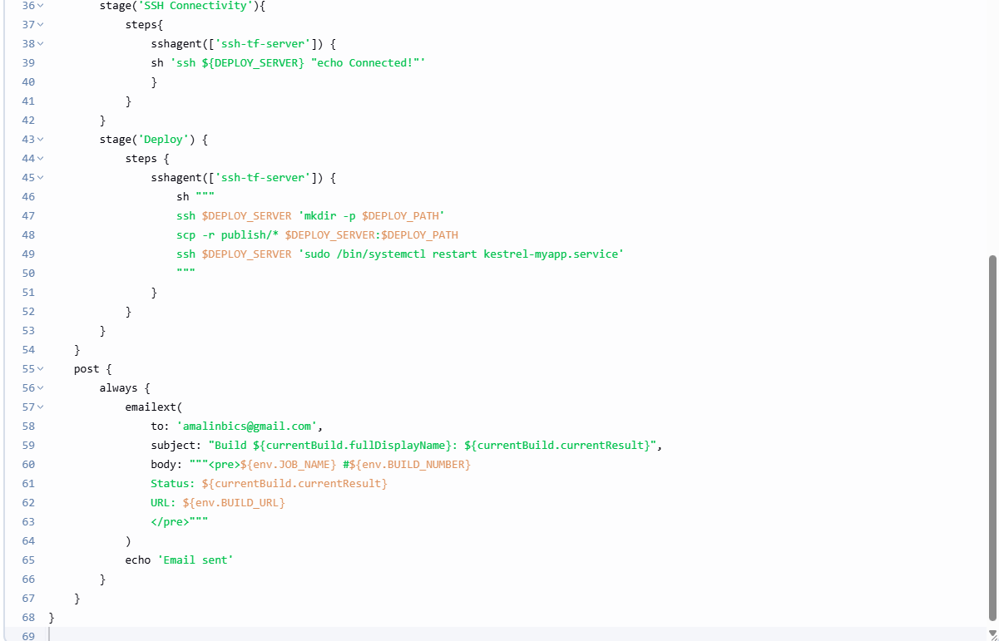 36 stage('SSH Connectivity'){
37 steps{
38 sshagent(['ssh-tf-server']) {
39 sh 'ssh ${DEPLOY_SERVER} "echo Connected!"'
40 }
41 }
42 }
43 stage('Deploy') {
44 steps {
45 sshagent(['ssh-tf-server']) {
46 sh """
47 ssh $DEPLOY_SERVER 'mkdir -p $DEPLOY_PATH'
48 scp -r publish/* $DEPLOY_SERVER:$DEPLOY_PATH
49 ssh $DEPLOY_SERVER 'sudo /bin/systemctl restart kestrel-myapp.service'
50 """
51 }
52 }
53 }
54 }
55 post {
56 always {
57 emailext(
58 to: 'amalinbics@gmail.com',
59 subject: "Build ${currentBuild.fullDisplayName}: ${currentBuild.currentResult}",
60 body: """<pre>${env.JOB_NAME} #${env.BUILD_NUMBER}
61 Status: ${currentBuild.currentResult}
62 URL: ${env.BUILD_URL}
63 </pre>"""
64 )
65 echo 'Email sent'
66 }
67 }
68 }
69